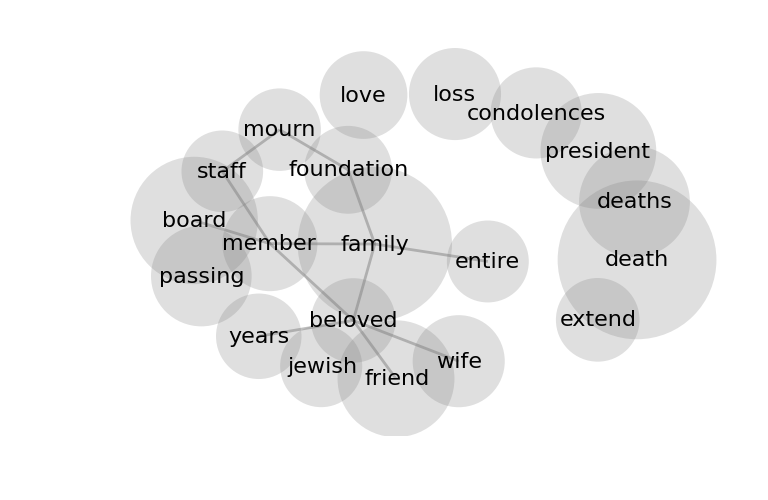 love
loss
condolences
mourn
president
staff
foundation
deaths
board
member
family
death
passing
entire
extend
beloved
years
jewish
wife
friend